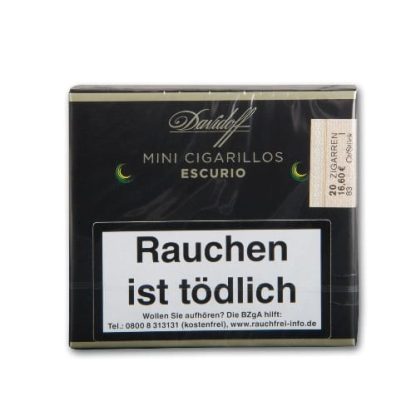 Davidoff
MINI CIGARILLOS
ESCURIO
20 ZIGARREN
16,60 €
83
Rauchen
ist tödlich
Wollen Sie aufhören? Die BZgA hilft:
Tel.: 0800 8 313131 (kostenfrei), www.rauchfrei-info.de